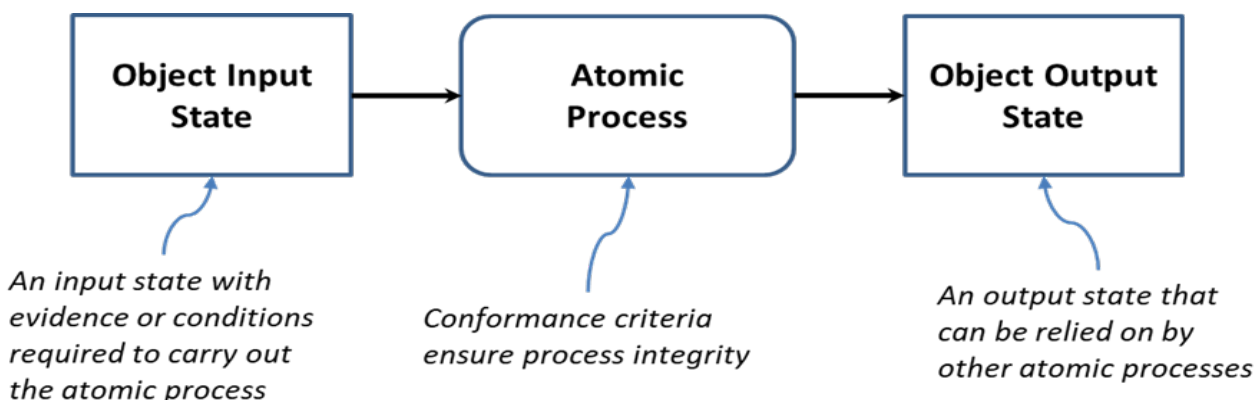 Object Input
State
Atomic
Process
Object Output
State
An input state with
evidence or conditions
required to carry out
the atomic process
Conformance criteria
ensure process integrity
An output state that
can be relied on by
other atomic processes